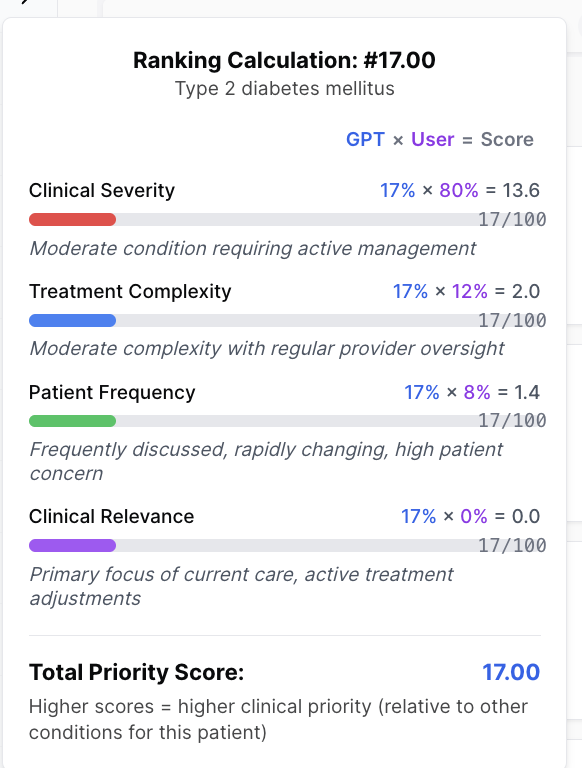 Ranking Calculation: #17.00
Type 2 diabetes mellitus
GPT × User = Score
Clinical Severity 17% × 80% = 13.6
17/100
Moderate condition requiring active management
Treatment Complexity 17% × 12% = 2.0
17/100
Moderate complexity with regular provider oversight
Patient Frequency 17% × 8% = 1.4
17/100
Frequently discussed, rapidly changing, high patient
concern
Clinical Relevance 17% × 0% = 0.0
17/100
Primary focus of current care, active treatment
adjustments
Total Priority Score: 17.00
Higher scores = higher clinical priority (relative to other
conditions for this patient)